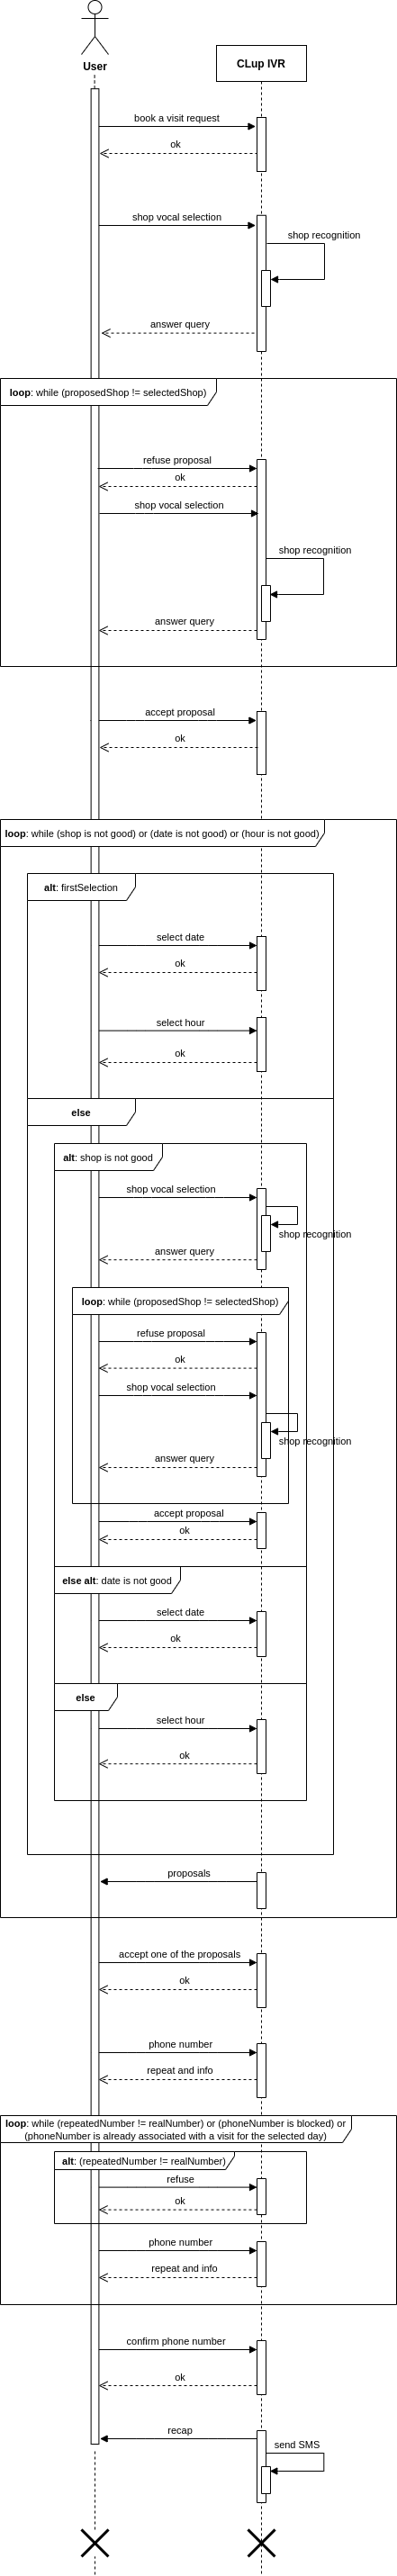 User
CLup IVR
book a visit request
ok
shop vocal selection
shop recognition
answer query
loop: while (proposedShop != selectedShop)
refuse proposal
ok
shop vocal selection
shop recognition
answer query
accept proposal
ok
loop: while (shop is not good) or (date is not good) or (hour is not good)
alt: firstSelection
select date
ok
select hour
ok
else
alt: shop is not good
shop vocal selection
shop recognition
answer query
loop: while (proposedShop != selectedShop)
refuse proposal
ok
shop vocal selection
shop recognition
answer query
accept proposal
ok
else alt: date is not good
select date
ok
else
select hour
ok
proposals
accept one of the proposals
ok
phone number
repeat and info
loop: while (repeatedNumber != realNumber) or (phoneNumber is blocked) or
(phoneNumber is already associated with a visit for the selected day)
alt: (repeatedNumber != realNumber)
refuse
ok
phone number
repeat and info
confirm phone number
ok
recap
send SMS